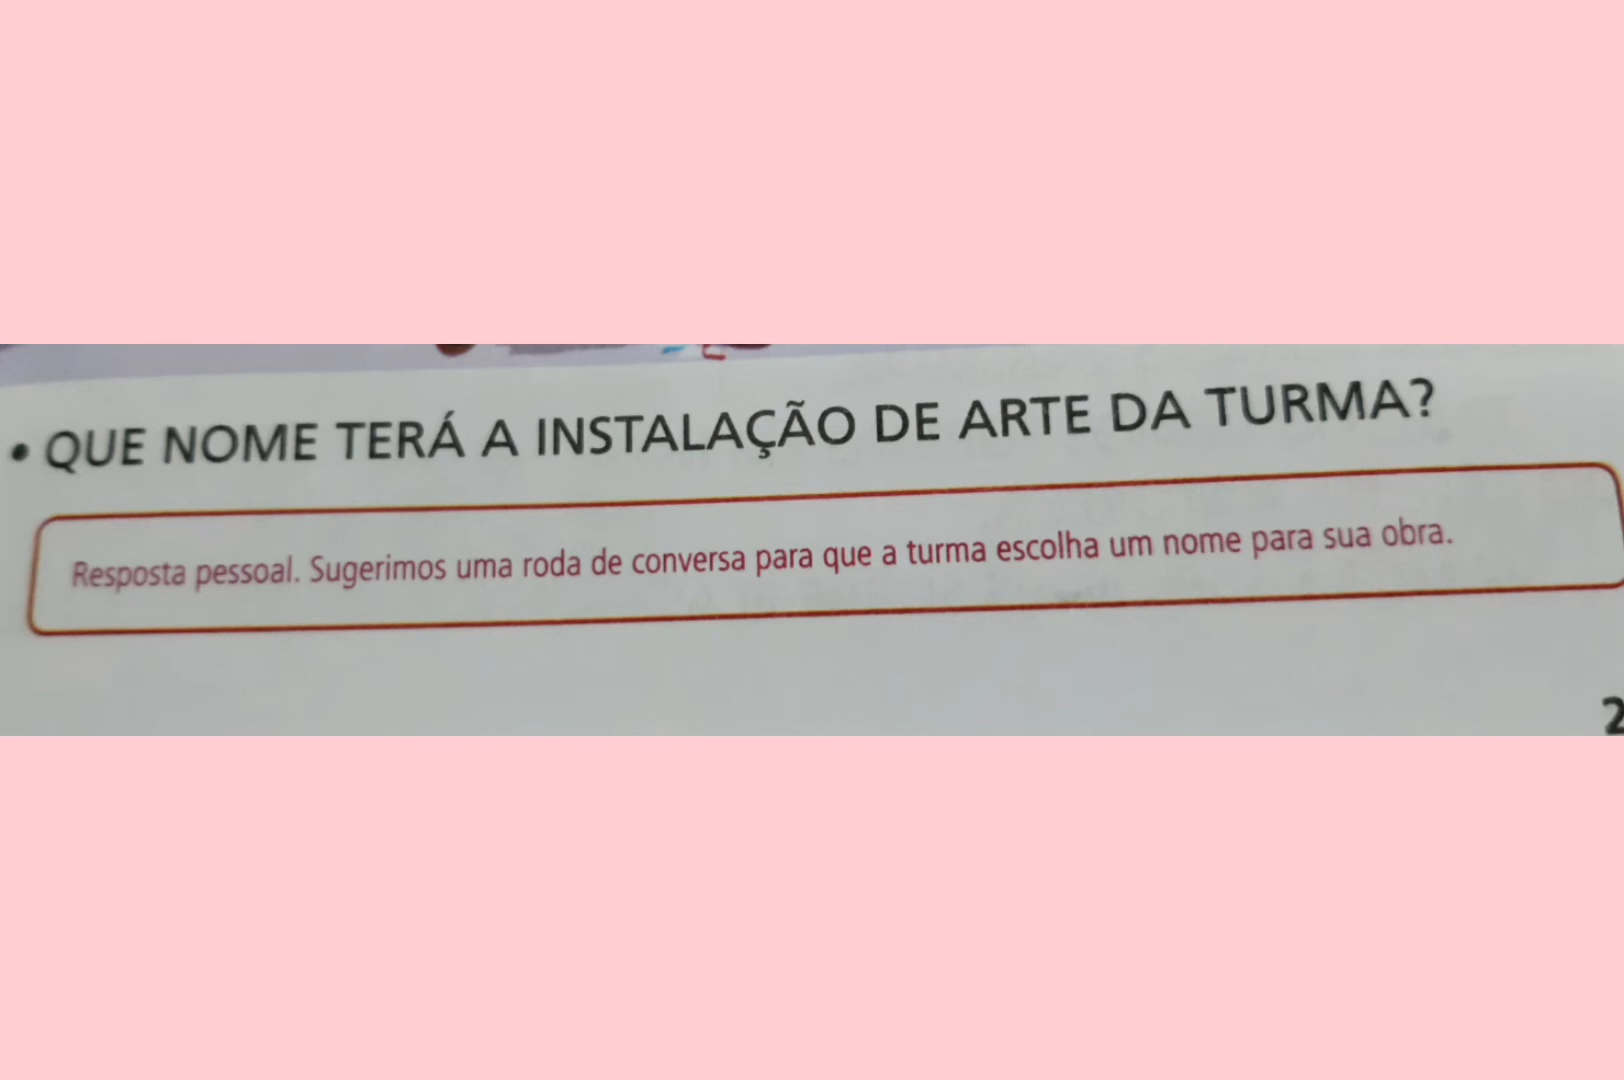 • QUE NOME TERÁ A INSTALAÇÃO DE ARTE DA TURMA?
Resposta pessoal. Sugerimos uma roda de conversa para que a turma escolha um nome para sua obra.
2